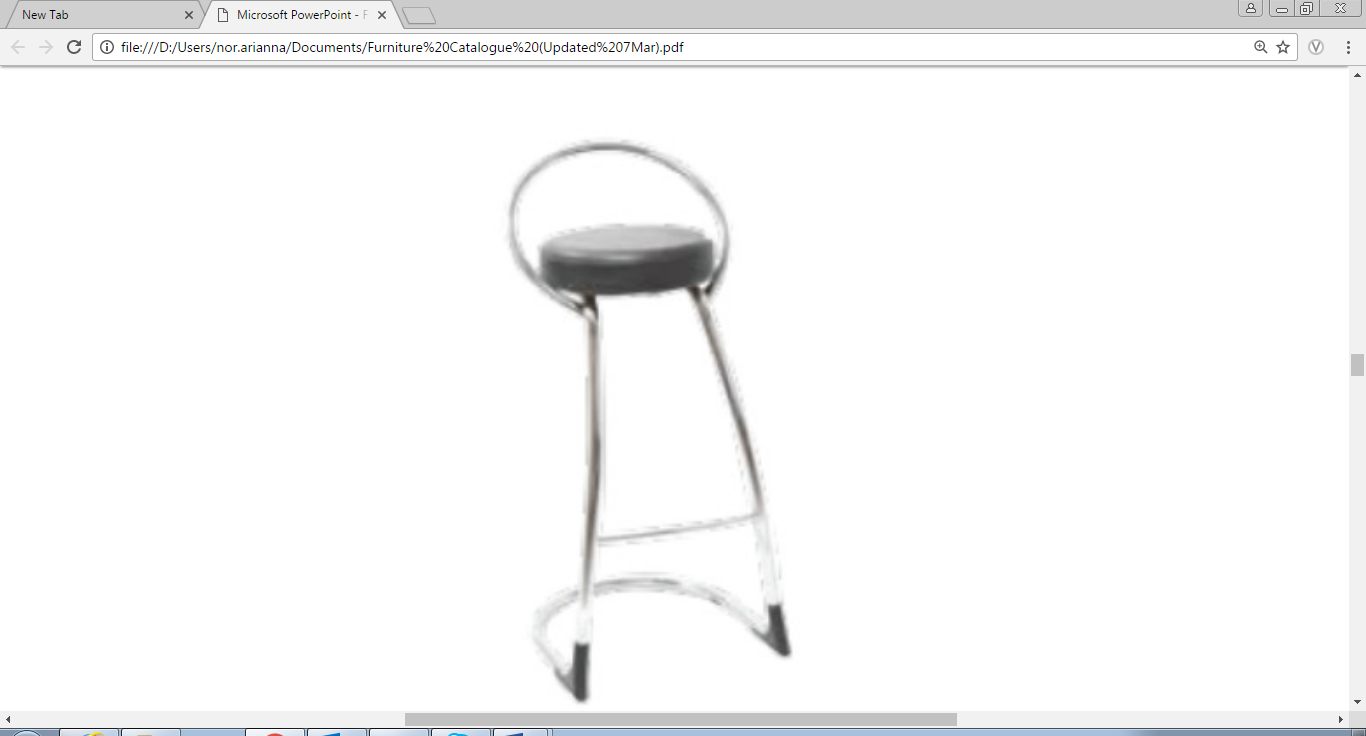 New Tab
Microsoft PowerPoint - F
file:///D:/Users/nor.arianna/Documents/Furniture%20Catalogue%20(Updated%207Mar).pdf